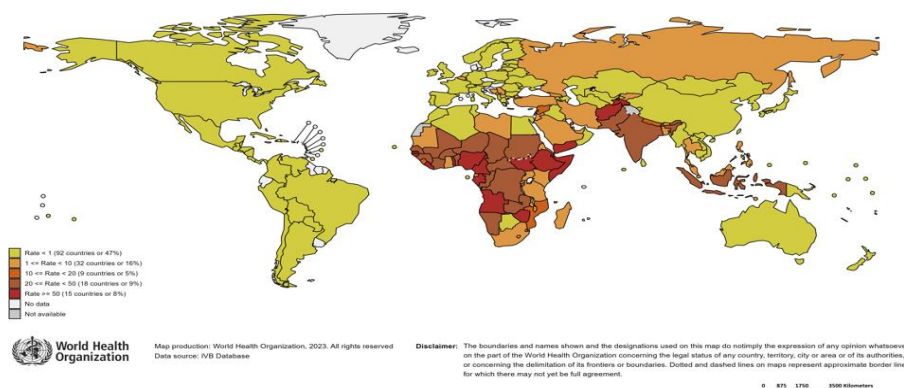 Rate < 1 (92 countries or 47%)
1 <= Rate < 10 (32 countries or 16%)
10 <= Rate < 20 (9 countries or 5%)
20 <= Rate < 50 (18 countries or 9%)
Rate >= 50 (15 countries or 8%)
No data
Not available
World Health
Organization
Map production: World Health Organization, 2023. All rights reserved
Data source: IVB Database
Disclaimer: The boundaries and names shown and the designations used on this map do notimply the expression of any opinion whatsoeve
on the part of the World Health Organization concerning the legal status of any country, territory, city or area or of its authorities,
or concerning the delimitation of its frontiers or boundaries. Dotted and dashed lines on maps represent approximate border line
for which there may not yet be full agreement.
0 875 1750 3500 Kilometers